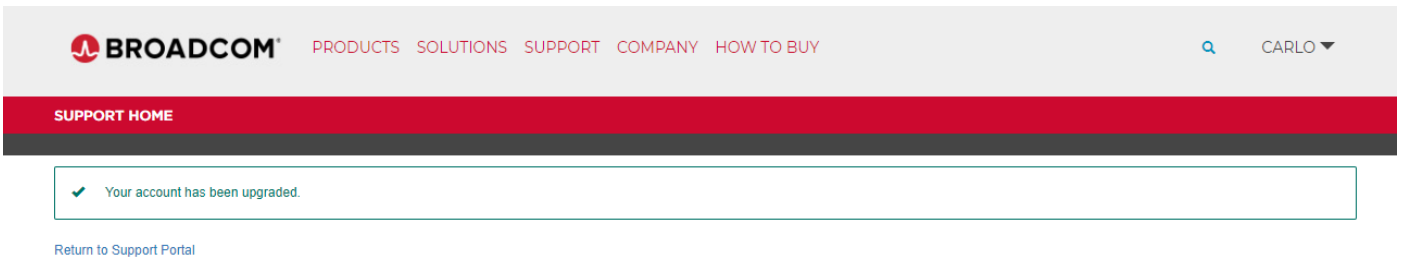 BROADCOM® PRODUCTS SOLUTIONS SUPPORT COMPANY HOW TO BUY CARLO
SUPPORT HOME
Your account has been upgraded.
Return to Support Portal